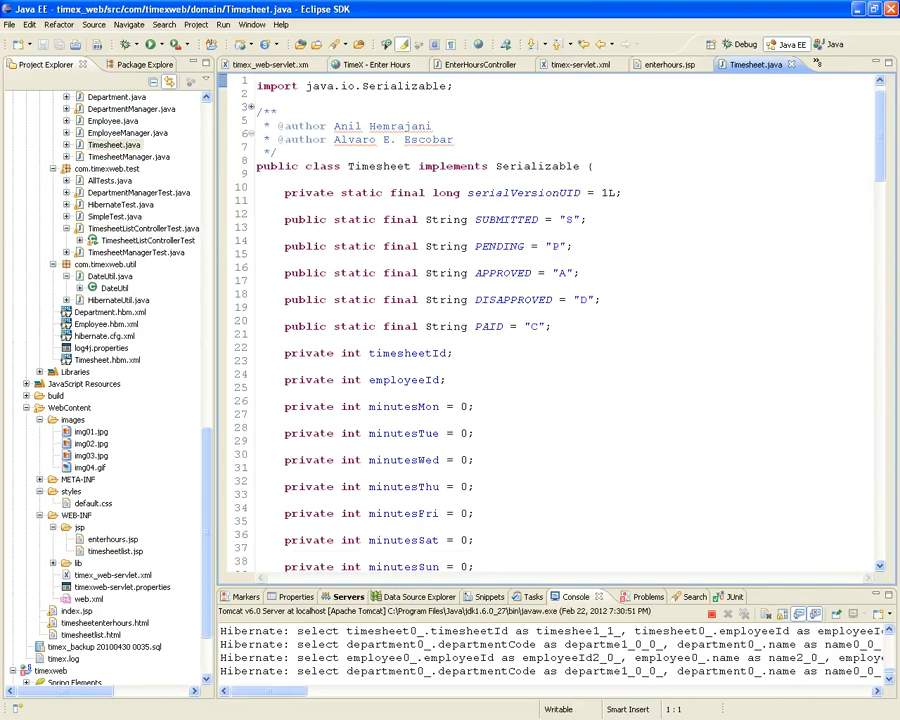 Java EE - timex_web/src/com/timexweb/domain/Timesheet.java - Eclipse SDK
File Edit Source Refactor Navigate Search Project Run Window Help
Debug Java EE Java
Project Explorer Package Explorer
timex_web-servlet.xm TimeX - Enter Hours EnterHoursController timex-servlet.xml enterhours.jsp Timesheet.java
Department.java
DepartmentManager.java
Employee.java
EmployeeManager.java
Timesheet.java
TimesheetManager.java
com.timexweb.test
AllTests.java
DepartmentManagerTest.java
HibernateTest.java
SimpleTest.java
TimesheetListControllerTest.java
TimesheetListControllerTest
TimesheetManagerTest.java
com.timexweb.util
DateUtil.java
DateUtil
HibernateUtil.java
Department.hbm.xml
Employee.hbm.xml
hibernate.cfg.xml
log4j.properties
Timesheet.hbm.xml
Libraries
JavaScript Resources
build
WebContent
images
img01.jpg
img02.jpg
img03.jpg
img04.gif
META-INF
styles
default.css
WEB-INF
jsp
enterhours.jsp
timesheetlist.jsp
lib
timex_web-servlet.xml
timexweb-servlet.properties
web.xml
index.jsp
timesheetenterhours.html
timesheetlist.html
timex_backup 20100430 0035.sql
timex.log
timexweb
Spring Elements
1
2 import java.io.Serializable;
3
4 /**
5 * @author Anil Hemrajani
6 * @author Alvaro E. Escobar
7 */
8 public class Timesheet implements Serializable {
9
10 private static final long serialVersionUID = 1L;
11
12 public static final String SUBMITTED = "S";
13
14 public static final String PENDING = "P";
15
16 public static final String APPROVED = "A";
17
18 public static final String DISAPPROVED = "D";
19
20 public static final String PAID = "C";
21
22 private int timesheetId;
23
24 private int employeeId;
25
26 private int minutesMon = 0;
27
28 private int minutesTue = 0;
29
30 private int minutesWed = 0;
31
32 private int minutesThu = 0;
33
34 private int minutesFri = 0;
35
36 private int minutesSat = 0;
37
38 private int minutesSun = 0;
Markers Properties Servers Data Source Explorer Snippets Tasks Console Problems Search JUnit
Tomcat v6.0 Server at localhost [Apache Tomcat] C:\Program Files\Java\jdk1.6.0_27\bin\javaw.exe (Feb 22, 2012 7:30:51 PM)
Hibernate: select timesheet0_.timesheetId as timeshee1_1_, timesheet0_.employeeId as employeeI
Hibernate: select department0_.departmentCode as departme1_0_0_, department0_.name as name0_0_
Hibernate: select employee0_.employeeId as employeeId2_0_, employee0_.name as name2_0_, employ
Hibernate: select department0_.departmentCode as departme1_0_0_, department0_.name as name0_0_
Writable Smart Insert 1 : 1